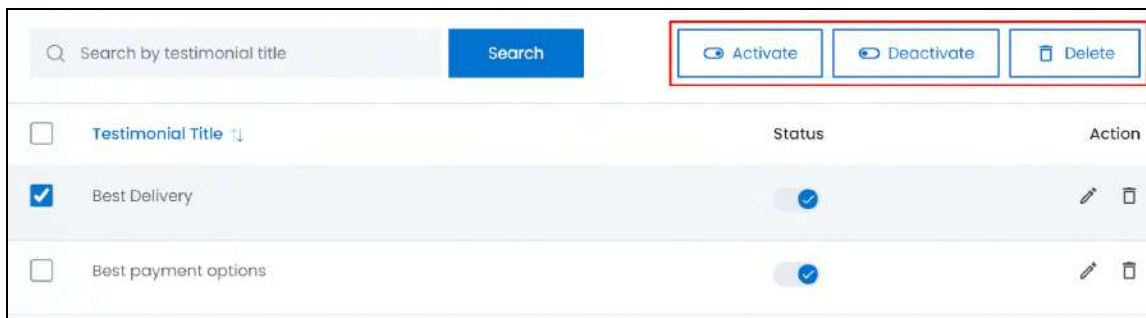 Search by testimonial title Search Activate Deactivate Delete
Testimonial Title Status Action
Best Delivery
Best payment options